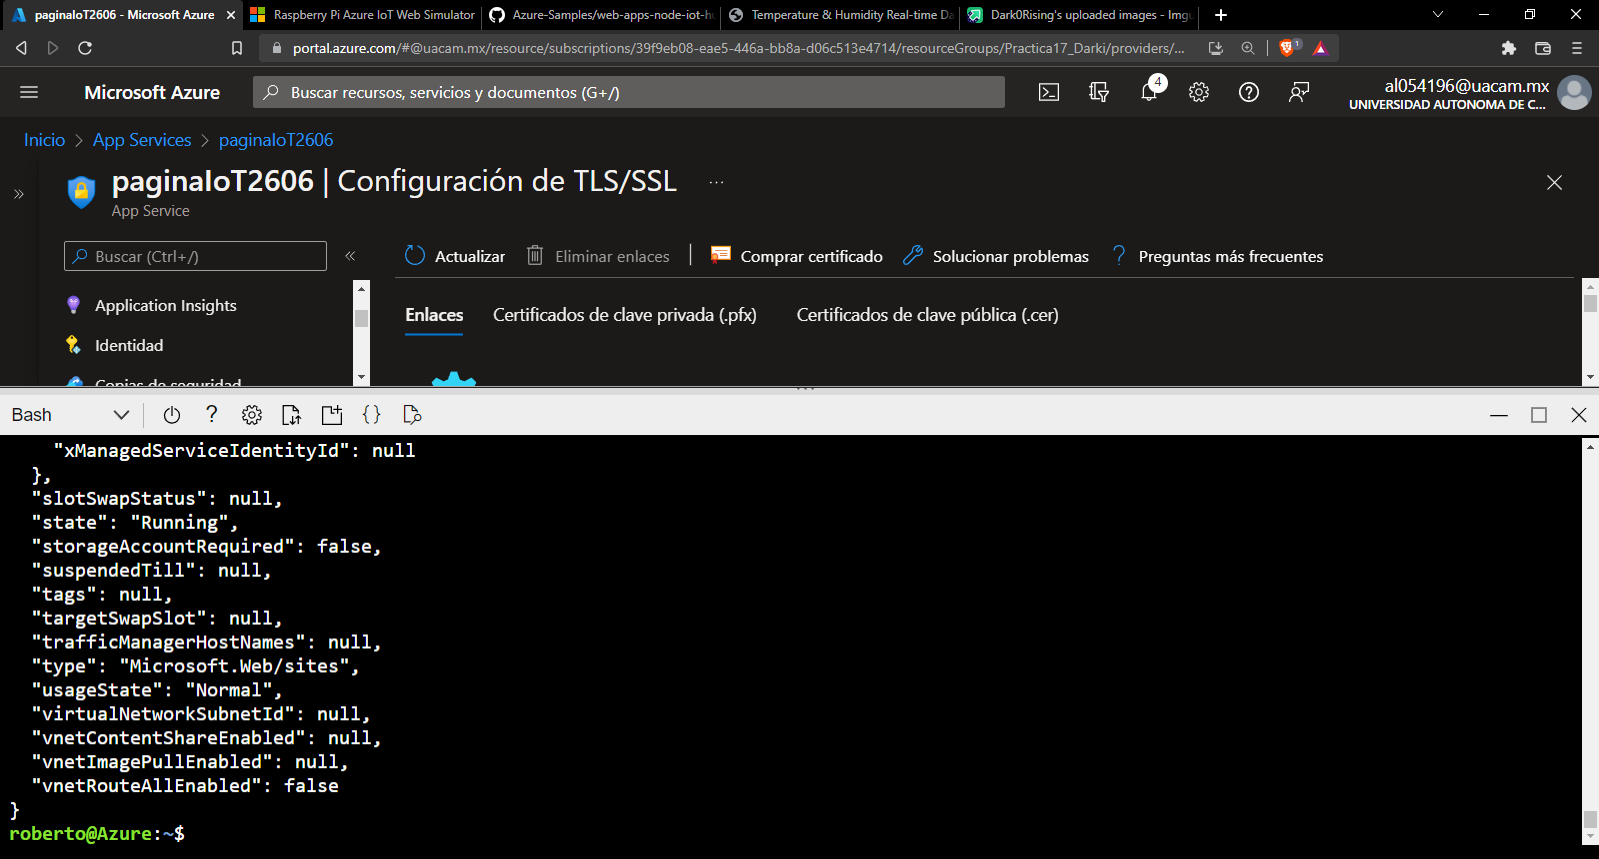 paginaIoT2606 - Microsoft Azure
Raspberry Pi Azure IoT Web Simulator
Azure-Samples/web-apps-node-iot-hu
Temperature & Humidity Real-time Da
Dark0Rising's uploaded images - Imgu
portal.azure.com/#@uacam.mx/resource/subscriptions/39f9eb08-eae5-446a-bb8a-d06c513e4714/resourceGroups/Practica17_Darki/providers/...
1
Microsoft Azure
Buscar recursos, servicios y documentos (G+/)
4
al054196@uacam.mx
UNIVERSIDAD AUTONOMA DE C...
Inicio > App Services > paginaIoT2606
paginaIoT2606 | Configuración de TLS/SSL ...
App Service
Buscar (Ctrl+/)
Actualizar
Eliminar enlaces
Comprar certificado
Solucionar problemas
Preguntas más frecuentes
Application Insights
Identidad
Copias de seguridad
Enlaces
Certificados de clave privada (.pfx)
Certificados de clave pública (.cer)
Bash
"xManagedServiceIdentityId": null
},
"slotSwapStatus": null,
"state": "Running",
"storageAccountRequired": false,
"suspendedTill": null,
"tags": null,
"targetSwapSlot": null,
"trafficManagerHostNames": null,
"type": "Microsoft.Web/sites",
"usageState": "Normal",
"virtualNetworkSubnetId": null,
"vnetContentShareEnabled": null,
"vnetImagePullEnabled": null,
"vnetRouteAllEnabled": false
}
roberto@Azure:~$